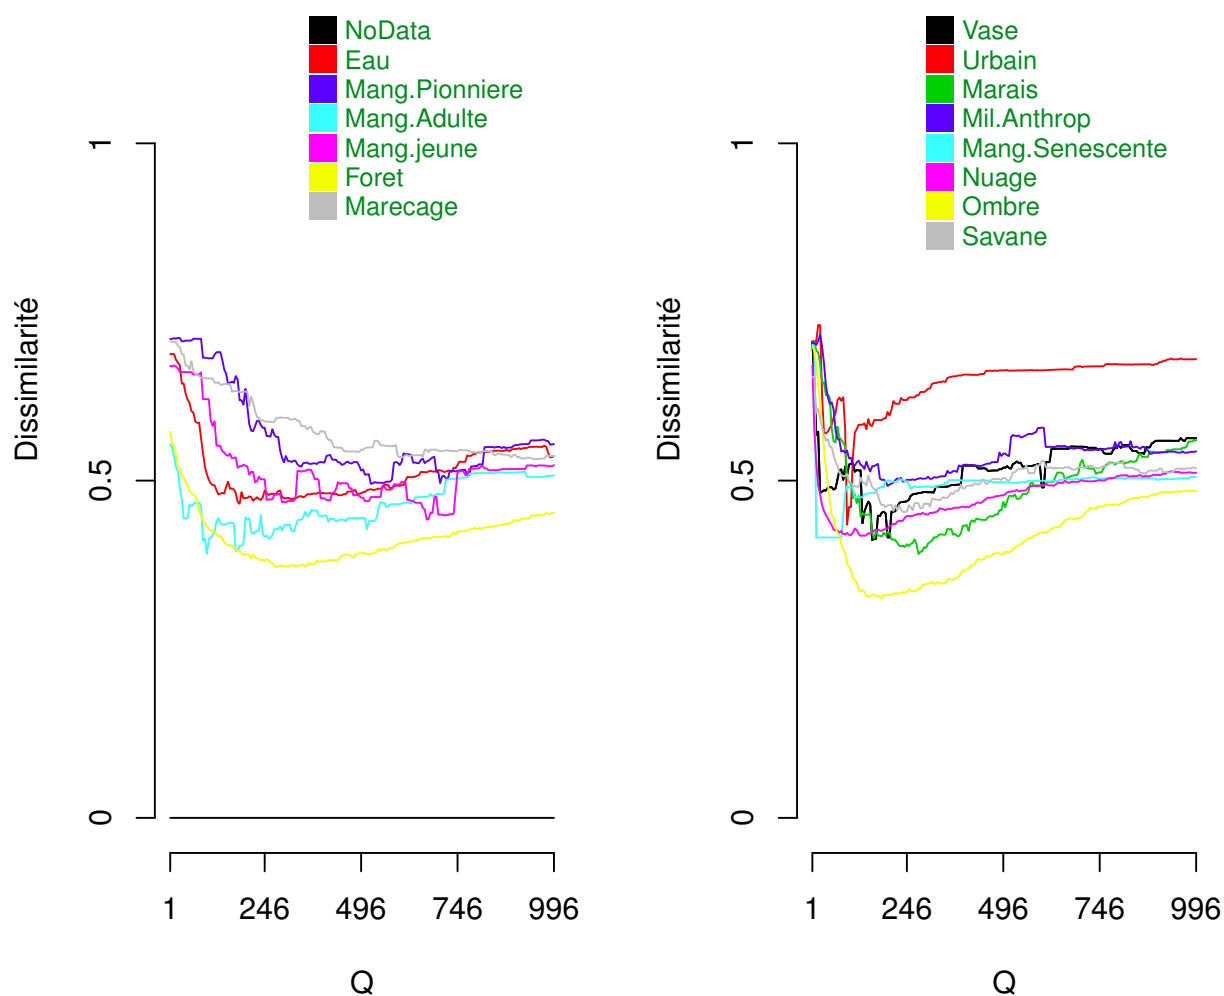 NoData
Eau
Mang.Pionniere
Mang.Adulte
Mang.jeune
Foret
Marecage
1
0.5
0
Dissimilarité
1 246 496 746 996
Q
Vase
Urbain
Marais
Mil.Anthrop
Mang.Senescente
Nuage
Ombre
Savane
1
0.5
0
Dissimilarité
1 246 496 746 996
Q